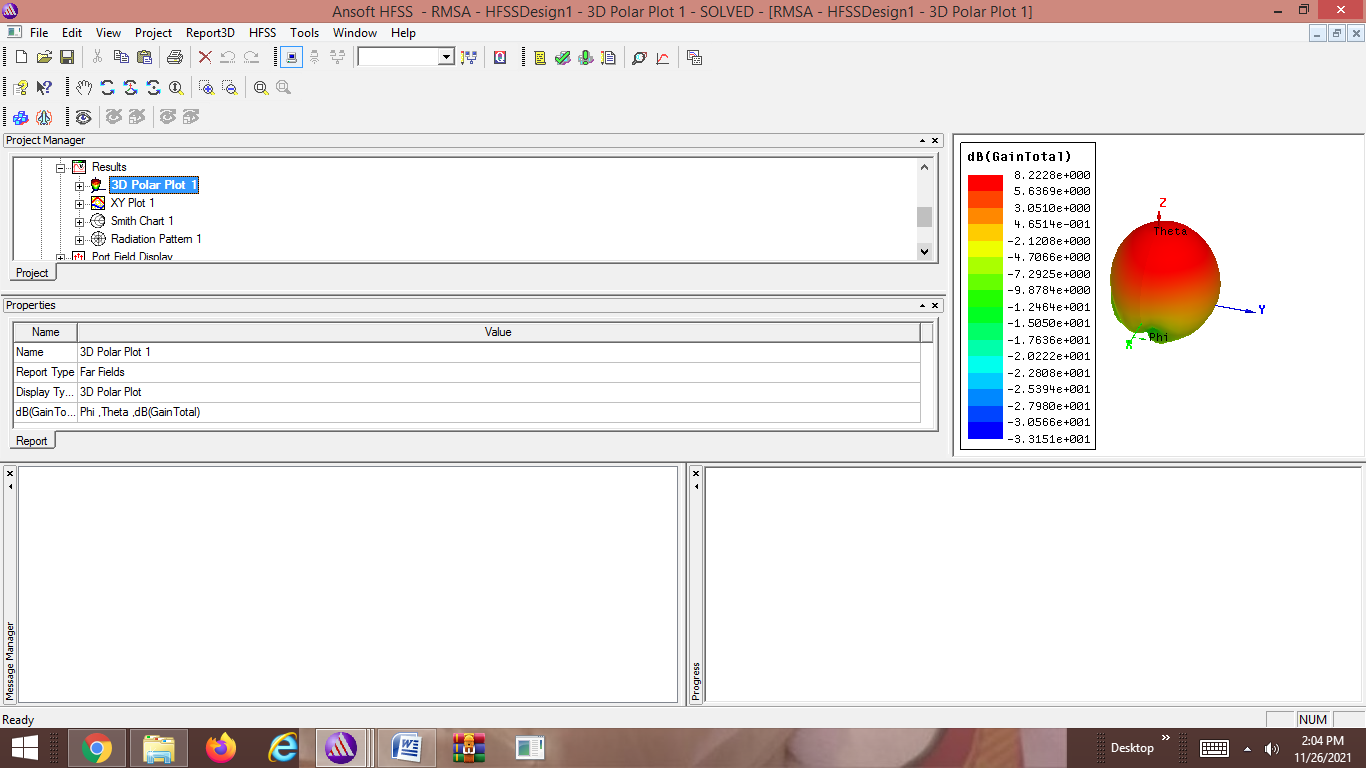 Ansoft HFSS - RMSA - HFSSDesign1 - 3D Polar Plot 1 - SOLVED - [RMSA - HFSSDesign1 - 3D Polar Plot 1]
File Edit View Project Report3D HFSS Tools Window Help
Project Manager
Results
3D Polar Plot 1
XY Plot 1
Smith Chart 1
Radiation Pattern 1
Port Field Display
Project
Properties
Name Value
Name 3D Polar Plot 1
Report Type Far Fields
Display Ty... 3D Polar Plot
dB(GainTo... Phi ,Theta ,dB(GainTotal)
Report
dB(GainTotal)
8.2228e+000
5.6369e+000
3.0510e+000
4.6514e-001
-2.1208e+000
-4.7066e+000
-7.2925e+000
-9.8784e+000
-1.2464e+001
-1.5050e+001
-1.7636e+001
-2.0222e+001
-2.2808e+001
-2.5394e+001
-2.7980e+001
-3.0566e+001
-3.3151e+001
Z
Theta
Y
Phi
X
Message Manager
Progress
Ready
NUM
Desktop
2:04 PM
11/26/2021